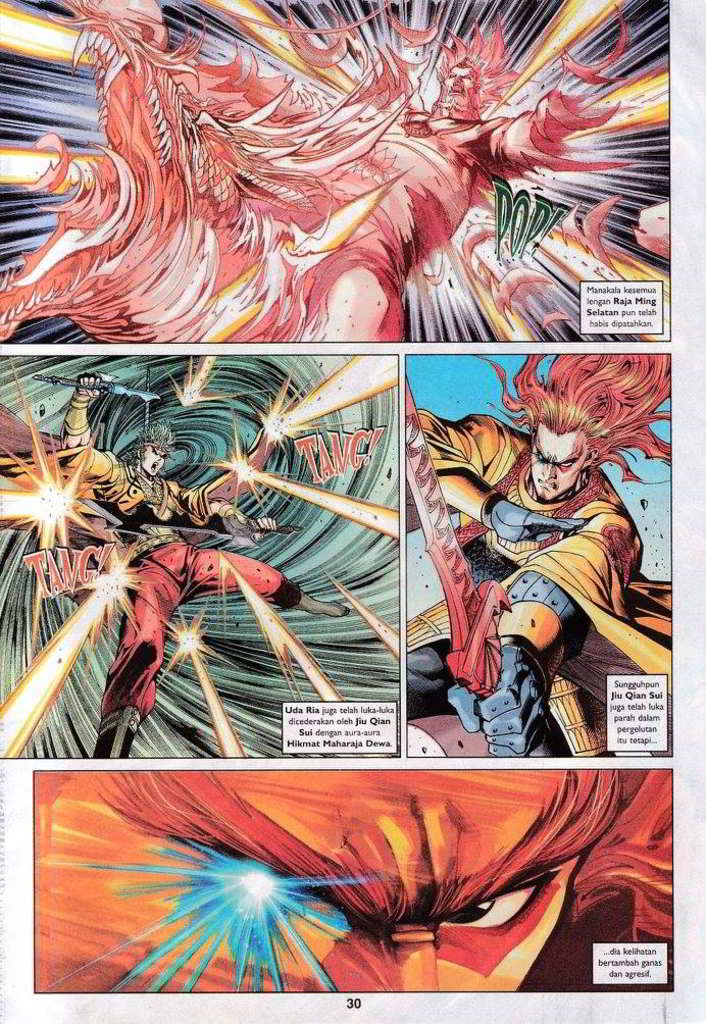 POP!
Manakala kesemua
lengan Raja Ming
Selatan pun telah
habis dipatahkan.
TANG!
TANG!
Uda Ria juga telah luka-luka
dicederakan oleh Jiu Qian
Sui dengan aura-aura
Hikmat Maharaja Dewa.
Sungguhpun
Jiu Qian Sui
juga telah luka
parah dalam
pergelutan
itu tetapi...
...dia kelihatan
bertambah ganas
dan agresif.
30